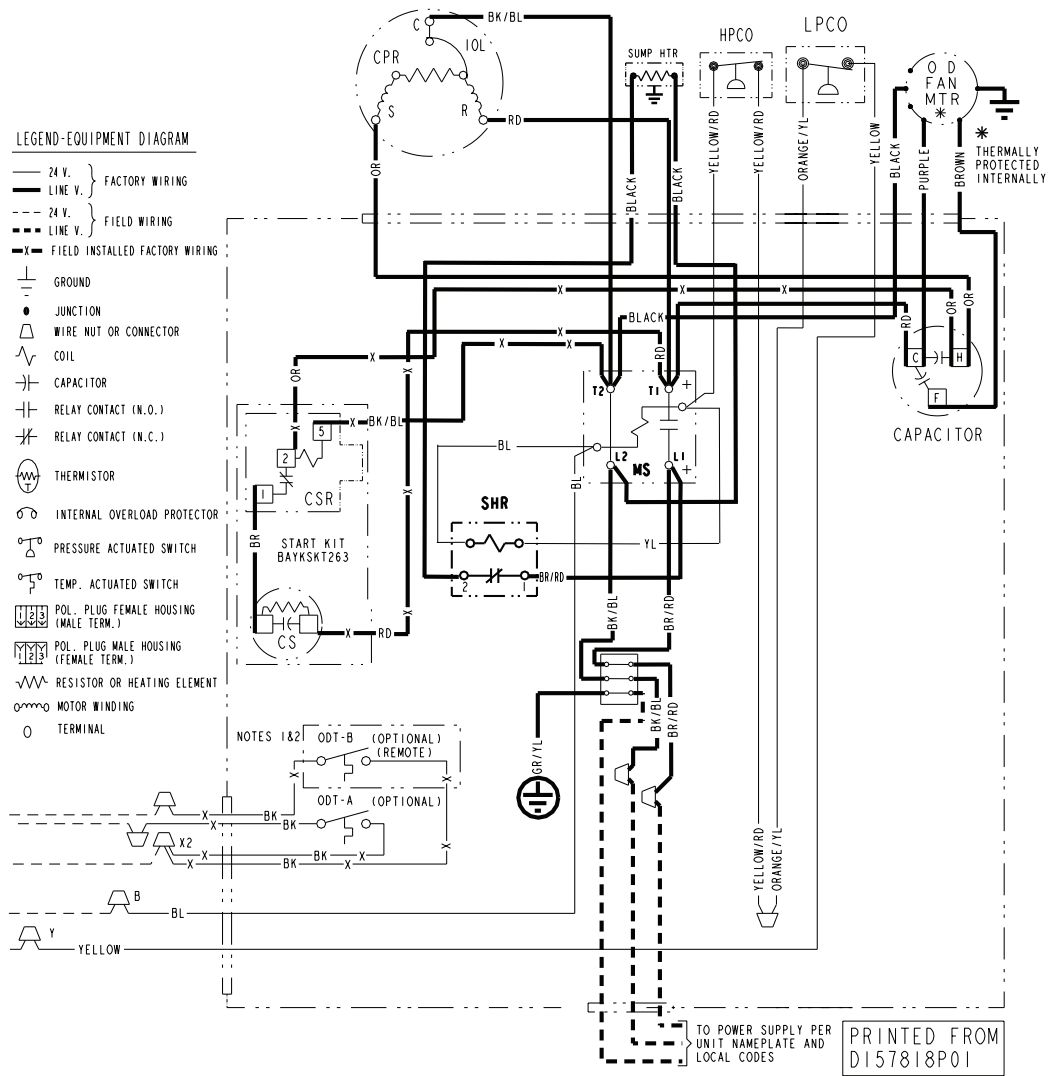 LEGEND-EQUIPMENT DIAGRAM
24 V.
LINE V.
FACTORY WIRING
24 V.
LINE V.
FIELD WIRING
X FIELD INSTALLED FACTORY WIRING
GROUND
JUNCTION
WIRE NUT OR CONNECTOR
COIL
CAPACITOR
RELAY CONTACT (N.O.)
RELAY CONTACT (N.C.)
T
THERMISTOR
INTERNAL OVERLOAD PROTECTOR
PRESSURE ACTUATED SWITCH
TEMP. ACTUATED SWITCH
1 2 3
POL. PLUG FEMALE HOUSING
(MALE TERM.)
1 2 3
POL. PLUG MALE HOUSING
(FEMALE TERM.)
RESISTOR OR HEATING ELEMENT
MOTOR WINDING
TERMINAL
C
BK/BL
IOL
CPR
S
R
RD
OR
SUMP HTR
BLACK
BLACK
HPCO
YELLOW/RD
YELLOW/RD
LPCO
ORANGE/YL
YELLOW
O D
FAN
MTR
*
BLACK
PURPLE
BROWN
*
THERMALLY
PROTECTED
INTERNALLY
X
X
X
BLACK
RD
RD
OR
OR
C
H
F
CAPACITOR
X
X
X
X
X
X
OR
X
X
BK/BL
X
5
2
1
CSR
BR
START KIT
BAYKSKT263
CS
X
RD
X
X
X
T2
T1
+
L2
L1
MS
+
BL
BL
SHR
YL
2
1
BR/RD
BK/BL
BR/RD
BK/BL
BR/RD
GR/YL
NOTES 1&2
ODT-B
(OPTIONAL)
(REMOTE)
X
X
ODT-A
(OPTIONAL)
X
BK
X
BK
X
X2
X
BK
X
X
BK
X
B
BL
Y
YELLOW
YELLOW/RD
ORANGE/YL
TO POWER SUPPLY PER
UNIT NAMEPLATE AND
LOCAL CODES
PRINTED FROM
D157818P01